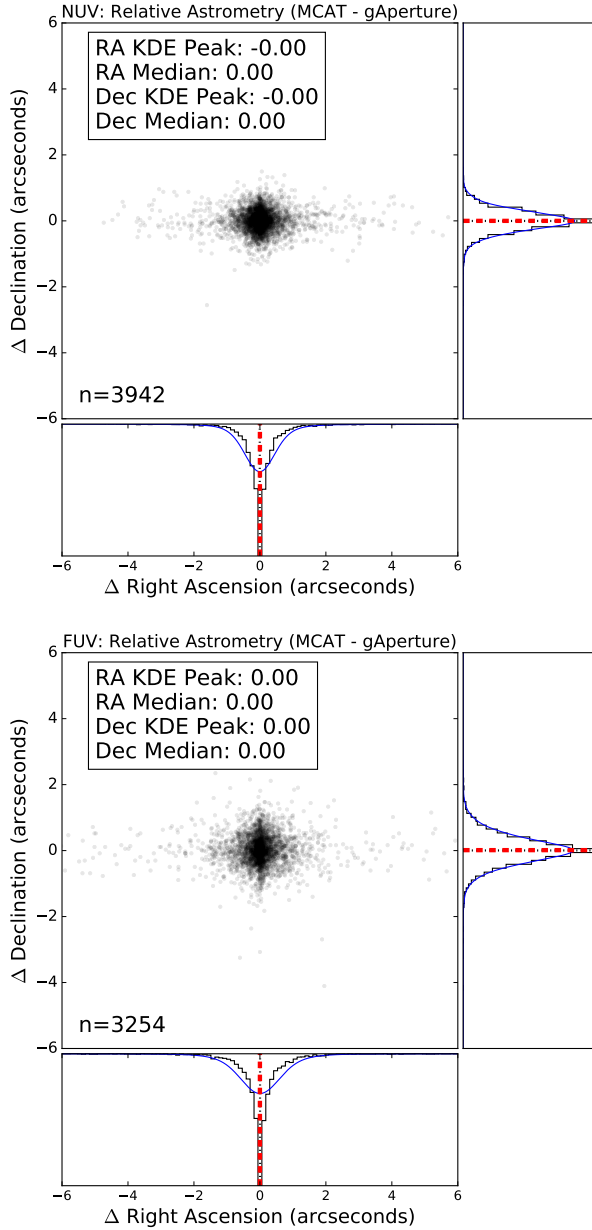 NUV: Relative Astrometry (MCAT - gAperture)
6
RA KDE Peak: -0.00
RA Median: 0.00
Dec KDE Peak: -0.00
Dec Median: 0.00
4
2
0
−2
−4
−6
Δ Declination (arcseconds)
n=3942
−6 −4 −2 0 2 4 6
Δ Right Ascension (arcseconds)
FUV: Relative Astrometry (MCAT - gAperture)
6
RA KDE Peak: 0.00
RA Median: 0.00
Dec KDE Peak: 0.00
Dec Median: 0.00
4
2
0
−2
−4
−6
Δ Declination (arcseconds)
n=3254
−6 −4 −2 0 2 4 6
Δ Right Ascension (arcseconds)